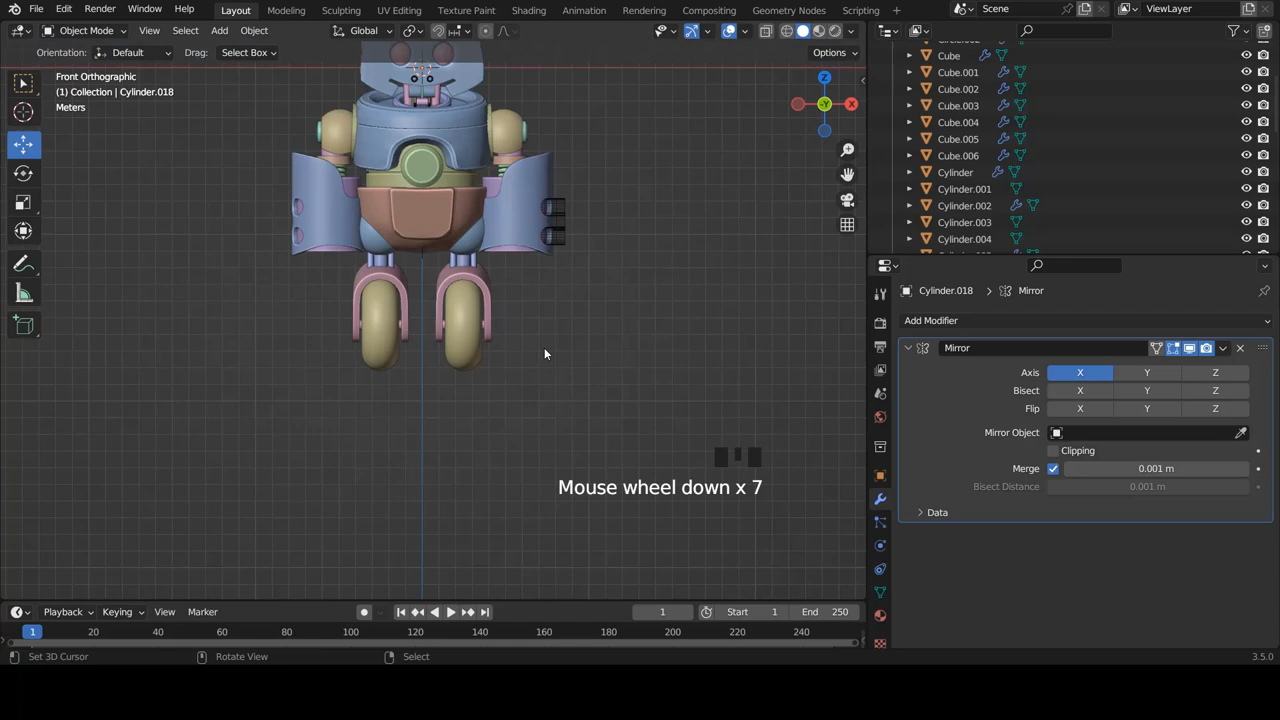 File Edit Render Window Help Layout Modeling Sculpting UV Editing Texture Paint Shading Animation Rendering Compositing Geometry Nodes Scripting + Scene ViewLayer
Object Mode View Select Add Object Global
Orientation: Default Drag: Select Box Options
Front Orthographic
(1) Collection | Cylinder.018
Meters
Z
-Y
X
Cube
Cube.001
Cube.002
Cube.003
Cube.004
Cube.005
Cube.006
Cylinder
Cylinder.001
Cylinder.002
Cylinder.003
Cylinder.004
Cylinder.018 > Mirror
Add Modifier
Mirror
Axis X Y Z
Bisect X Y Z
Flip X Y Z
Mirror Object
Clipping
Merge 0.001 m
Bisect Distance 0.001 m
Data
Mouse wheel down x 7
Playback Keying View Marker 1 Start 1 End 250
1 20 40 60 80 100 120 140 160 180 200 220 240
Set 3D Cursor Rotate View Select 3.5.0